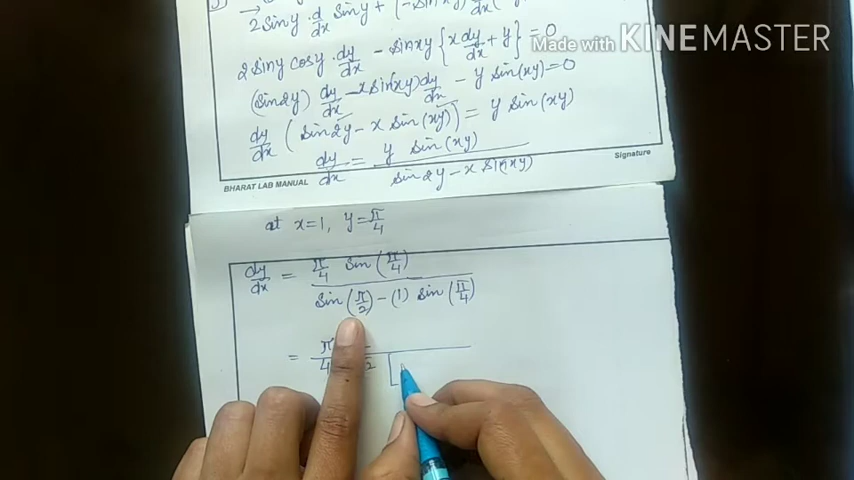 2 sin y . d/dx sin y + (- sin xy)
2 sin y cos y . dy/dx - sin xy { x dy/dx + y } = 0
Made with KINEMASTER
(sin 2y) dy/dx - x sin(xy) dy/dx - y sin(xy) = 0
dy/dx ( sin 2y - x sin (xy) ) = y sin (xy)
dy/dx = y sin (xy) / sin 2y - x sin(xy)
Signature
BHARAT LAB MANUAL
at x=1, y=π/4
dy/dx = π/4 sin (π/4) / sin (π/2) - (1) sin (π/4)
= π/4